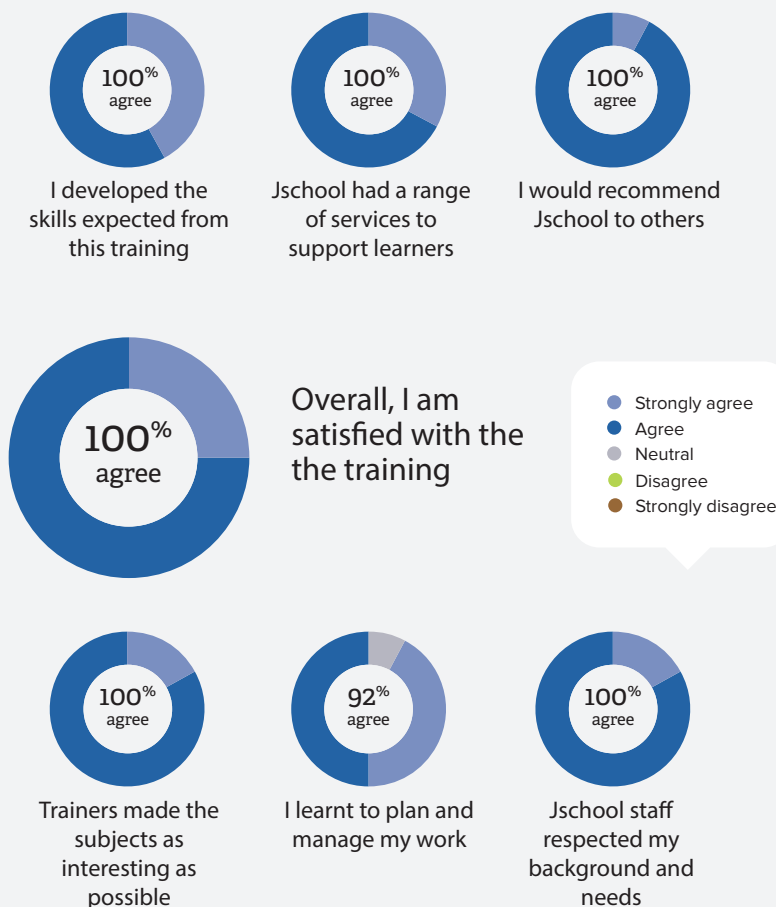 100%
agree
I developed the
skills expected from
this training
100%
agree
Jschool had a range
of services to
support learners
100%
agree
I would recommend
Jschool to others
100%
agree
Overall, I am
satisfied with the
the training
Strongly agree
Agree
Neutral
Disagree
Strongly disagree
100%
agree
Trainers made the
subjects as
interesting as
possible
92%
agree
I learnt to plan and
manage my work
100%
agree
Jschool staff
respected my
background and
needs